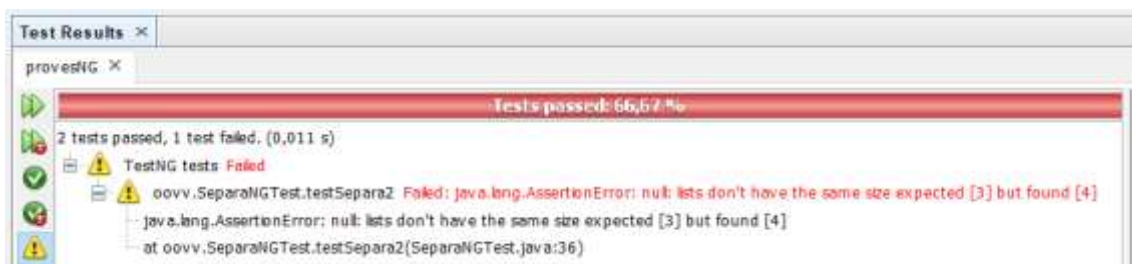 Test Results ×
provesNG ×
Tests passed: 66,67 %
2 tests passed, 1 test failed. (0,011 s)
TestNG tests Failed
oovv.SeparaNGTest.testSepara2 Failed: java.lang.AssertionError: null: lists don't have the same size expected [3] but found [4]
java.lang.AssertionError: null: lists don't have the same size expected [3] but found [4]
at oovv.SeparaNGTest.testSepara2(SeparaNGTest.java:36)